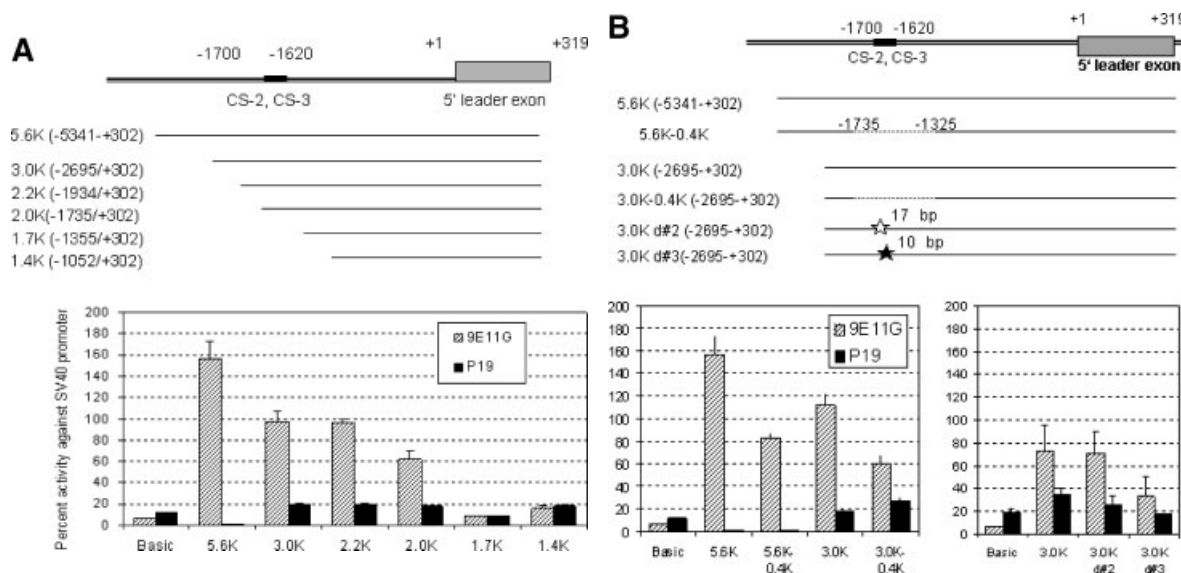 A
-1700 -1620 +1 +319
CS-2, CS-3
5' leader exon
5.6K (-5341-+302)
3.0K (-2695/+302)
2.2K (-1934/+302)
2.0K(-1735/+302)
1.7K (-1355/+302)
1.4K (-1052/+302)
Percent activity against SV40 promoter
200
180
160
140
120
100
80
60
40
20
0
9E11G
P19
Basic 5.6K 3.0K 2.2K 2.0K 1.7K 1.4K
B
-1700 -1620 +1 +319
CS-2, CS-3
5' leader exon
5.6K (-5341-+302)
5.6K-0.4K -1735 -1325
3.0K (-2695-+302)
3.0K-0.4K (-2695-+302)
3.0K d#2 (-2695-+302) 17 bp
3.0K d#3(-2695-+302) 10 bp
200
180
160
140
120
100
80
60
40
20
0
9E11G
P19
Basic 5.6K 5.6K-0.4K 3.0K 3.0K-0.4K
200
180
160
140
120
100
80
60
40
20
0
Basic 3.0K 3.0K d#2 3.0K d#3